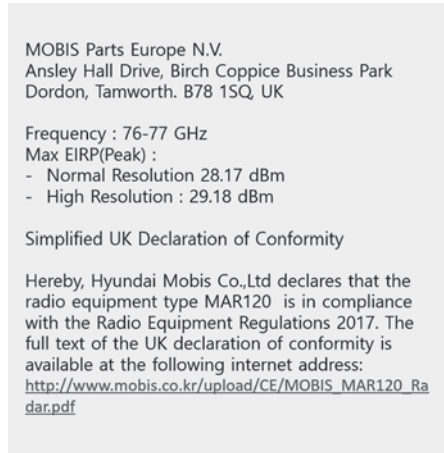 MOBIS Parts Europe N.V.
Ansley Hall Drive, Birch Coppice Business Park
Dordon, Tamworth. B78 1SQ, UK
Frequency : 76-77 GHz
Max EIRP(Peak) :
- Normal Resolution 28.17 dBm
- High Resolution : 29.18 dBm
Simplified UK Declaration of Conformity
Hereby, Hyundai Mobis Co.,Ltd declares that the
radio equipment type MAR120 is in compliance
with the Radio Equipment Regulations 2017. The
full text of the UK declaration of conformity is
available at the following internet address:
http://www.mobis.co.kr/upload/CE/MOBIS_MAR120_Ra
dar.pdf